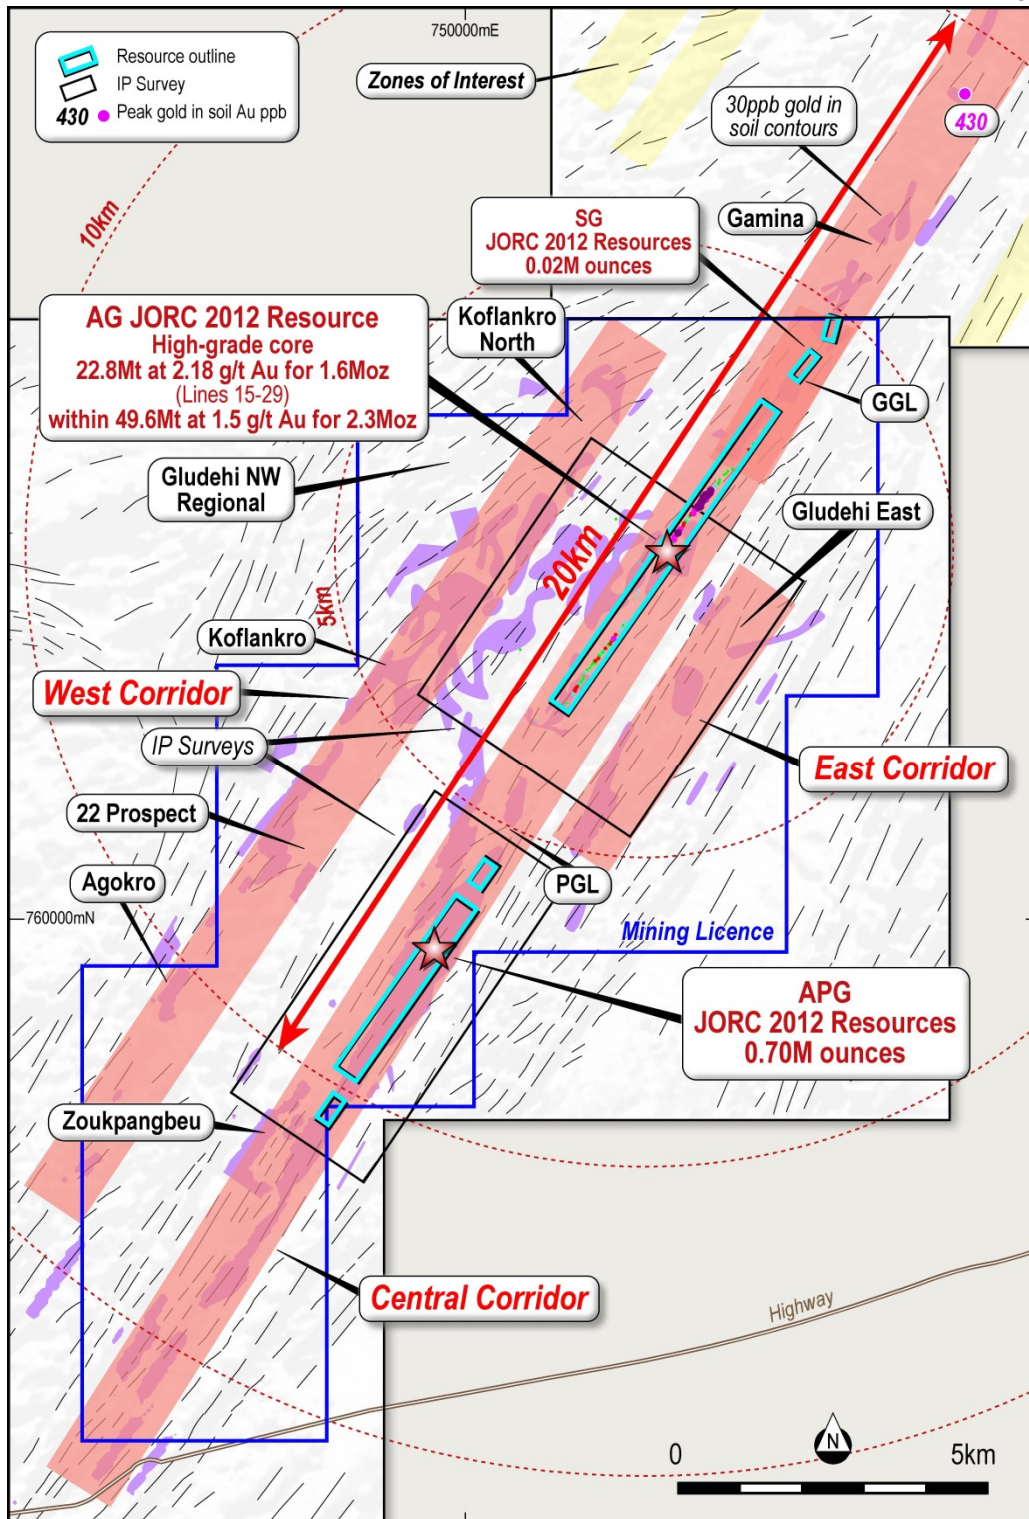 750000mE
Resource outline
IP Survey
430 Peak gold in soil Au ppb
Zones of Interest
30ppb gold in
soil contours
430
10km
SG
JORC 2012 Resources
0.02M ounces
Gamina
AG JORC 2012 Resource
High-grade core
22.8Mt at 2.18 g/t Au for 1.6Moz
(Lines 15-29)
within 49.6Mt at 1.5 g/t Au for 2.3Moz
Koflankro
North
GGL
Gludehi NW
Regional
Gludehi East
20km
5km
Koflankro
West Corridor
IP Surveys
East Corridor
22 Prospect
Agokro
PGL
760000mN
Mining Licence
APG
JORC 2012 Resources
0.70M ounces
Zoukpangbeu
Central Corridor
Highway
N
0 5km